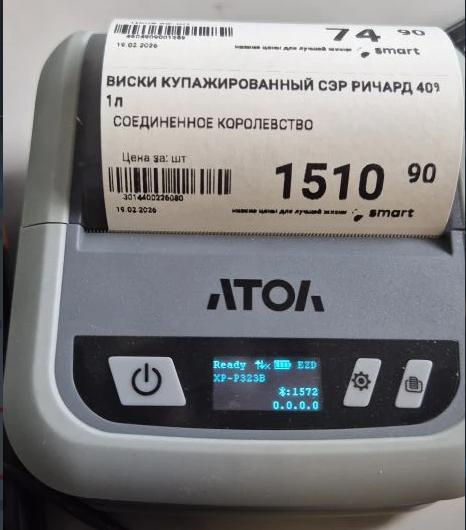 74 90
19.02.2026
низкие цены для лучшей жизни smart
ВИСКИ КУПАЖИРОВАННЫЙ СЭР РИЧАРД 40%
1л
СОЕДИНЕННОЕ КОРОЛЕВСТВО
Цена за: шт
1510 90
3014400226080
19.02.2026
низкие цены для лучшей жизни smart
АТОЛ
Ready EZD
XP-P323B
:1572
0.0.0.0